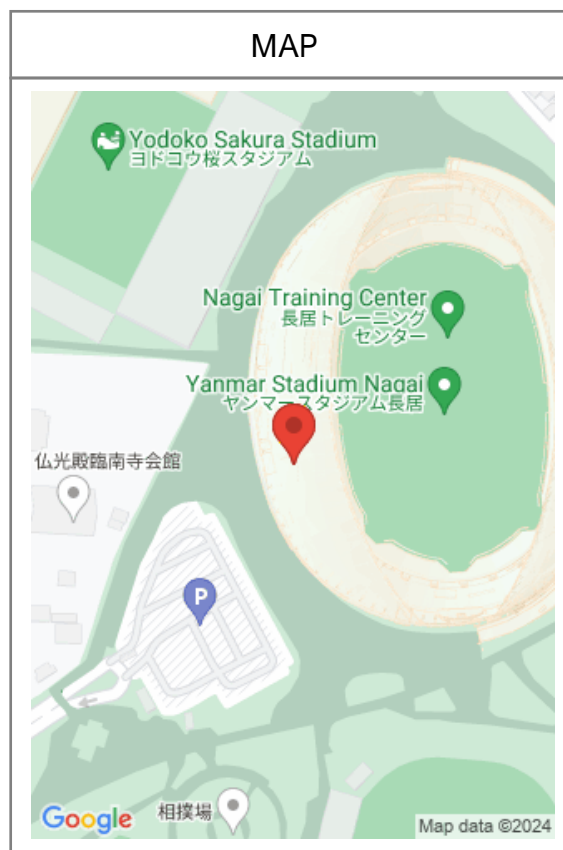 MAP
Yodoko Sakura Stadium
ヨドコウ桜スタジアム
Nagai Training Center
長居トレーニング
センター
Yanmar Stadium Nagai
ヤンマースタジアム長居
仏光殿臨南寺会館
P
相撲場
Google
Map data ©2024